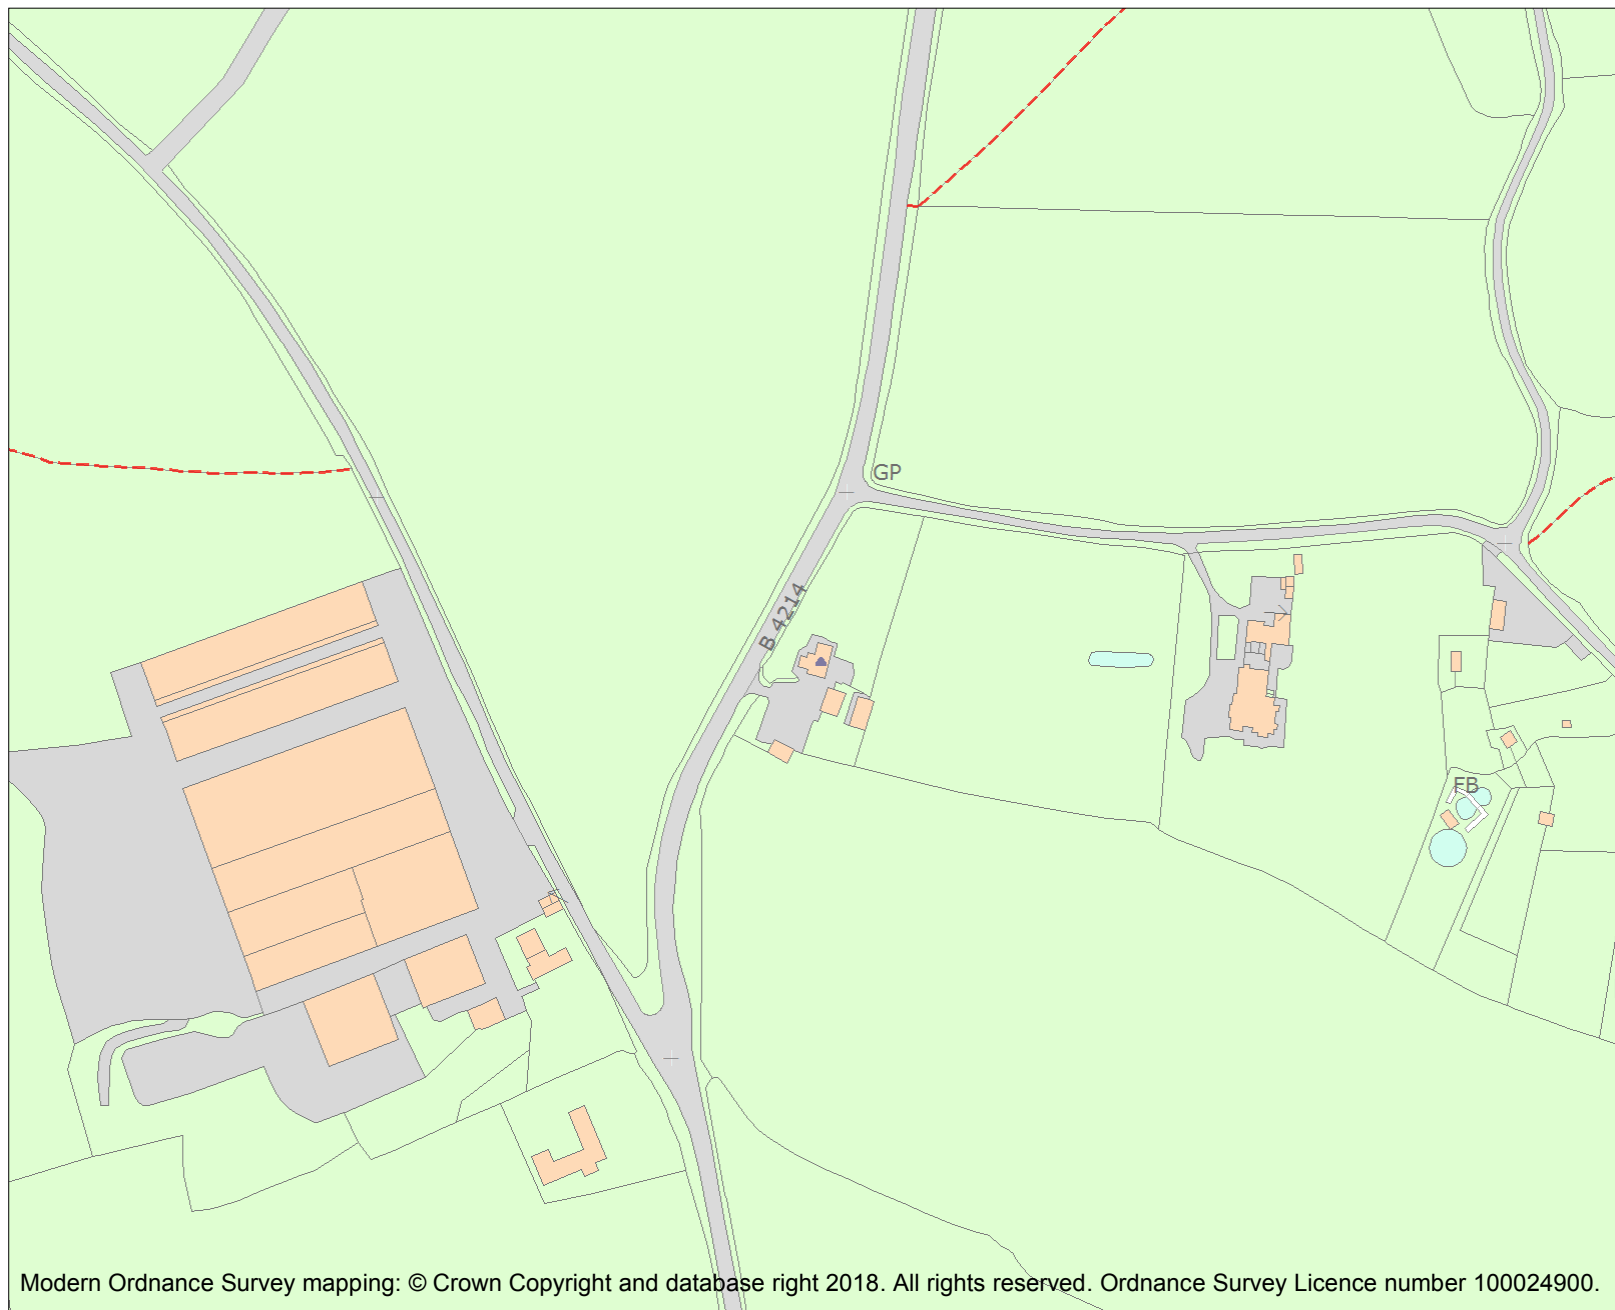 GP
B 4214
FB
Modern Ordnance Survey mapping: © Crown Copyright and database right 2018. All rights reserved. Ordnance Survey Licence number 100024900.